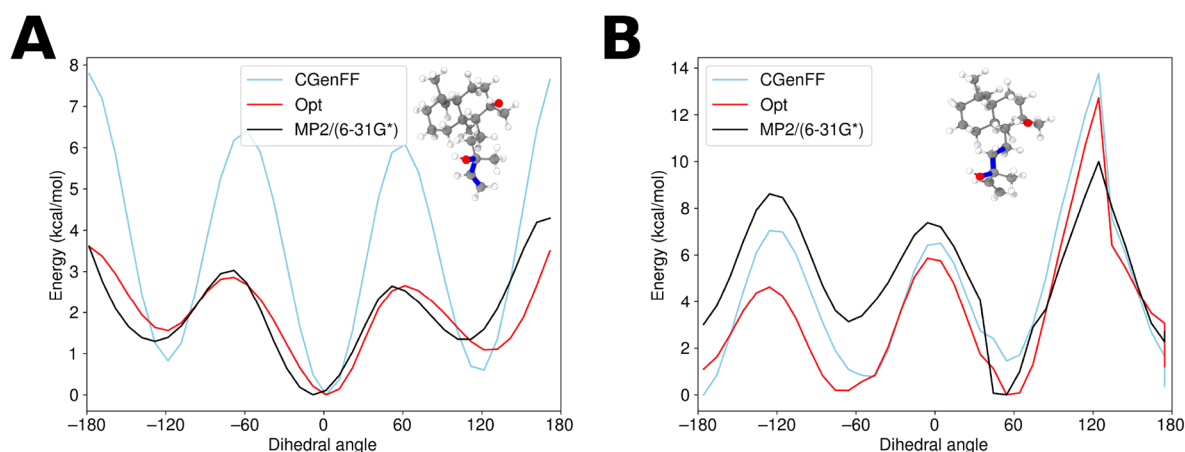 A
8
7
6
5
4
3
2
1
0
Energy (kcal/mol)
CGenFF
Opt
MP2/(6-31G*)
−180
−120
−60
0
60
120
180
Dihedral angle
B
14
12
10
8
6
4
2
0
Energy (kcal/mol)
CGenFF
Opt
MP2/(6-31G*)
−180
−120
−60
0
60
120
180
Dihedral angle